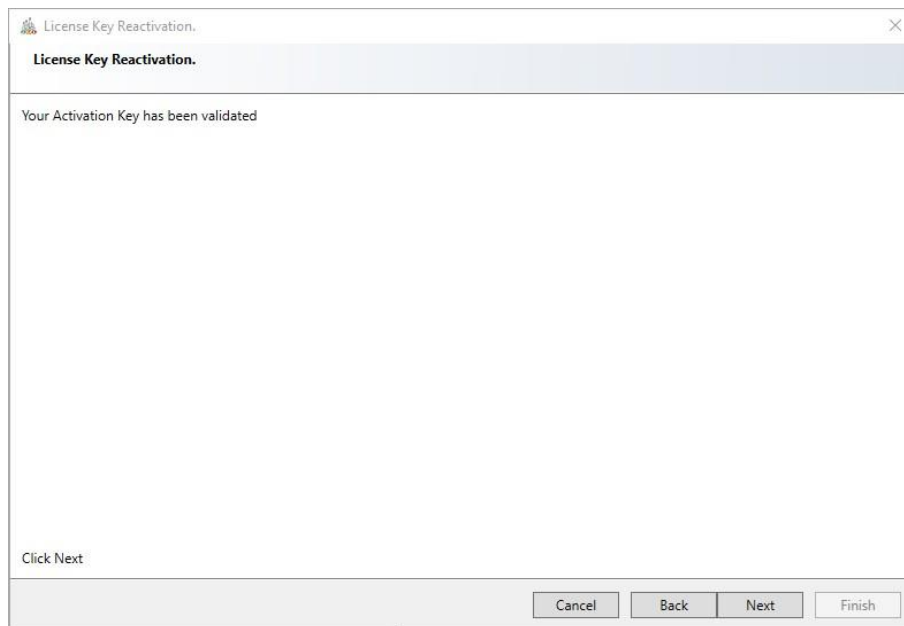 License Key Reactivation.
License Key Reactivation.
Your Activation Key has been validated
Click Next
Cancel Back Next Finish